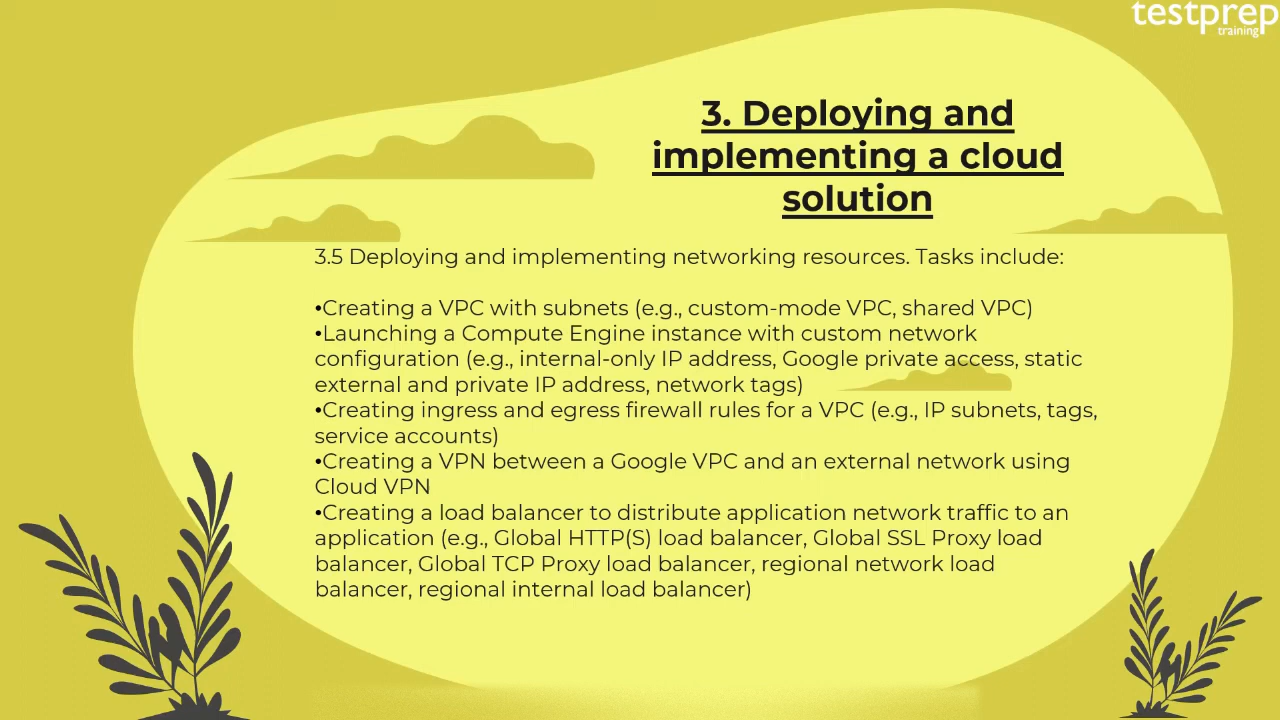 testprep
training
3. Deploying and
implementing a cloud
solution
3.5 Deploying and implementing networking resources. Tasks include:
•Creating a VPC with subnets (e.g., custom-mode VPC, shared VPC)
•Launching a Compute Engine instance with custom network
configuration (e.g., internal-only IP address, Google private access, static
external and private IP address, network tags)
•Creating ingress and egress firewall rules for a VPC (e.g., IP subnets, tags,
service accounts)
•Creating a VPN between a Google VPC and an external network using
Cloud VPN
•Creating a load balancer to distribute application network traffic to an
application (e.g., Global HTTP(S) load balancer, Global SSL Proxy load
balancer, Global TCP Proxy load balancer, regional network load
balancer, regional internal load balancer)